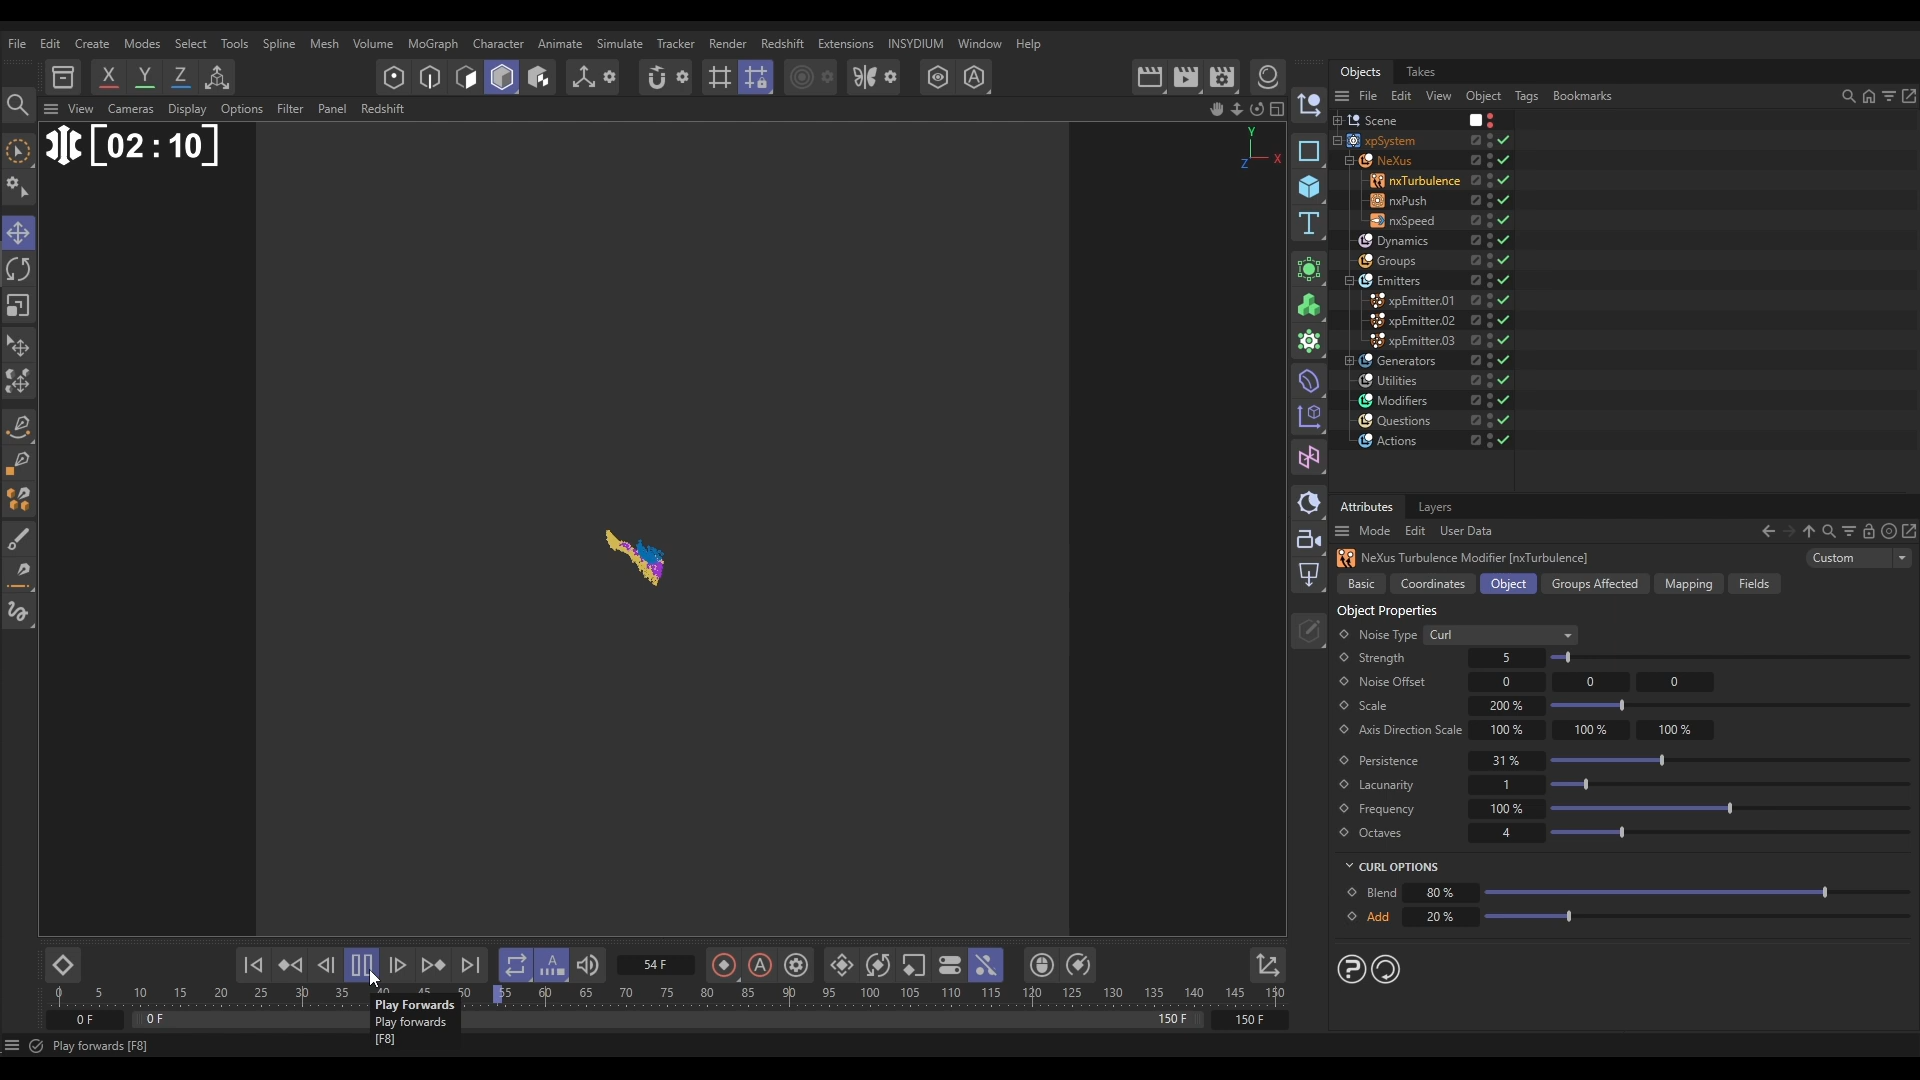 File Edit Create Modes Select Tools Spline Mesh Volume MoGraph Character Animate Simulate Tracker Render Redshift Extensions INSYDIUM Window Help
X Y Z
View Cameras Display Options Filter Panel Redshift
[02:10]
Y
X
Z
Objects Takes
File Edit View Object Tags Bookmarks
Scene
xpSystem
NeXus
nxTurbulence
nxPush
nxSpeed
Dynamics
Groups
Emitters
xpEmitter.01
xpEmitter.02
xpEmitter.03
Generators
Utilities
Modifiers
Questions
Actions
Attributes Layers
Mode Edit User Data
NeXus Turbulence Modifier [nxTurbulence] Custom
Basic Coordinates Object Groups Affected Mapping Fields
Object Properties
Noise Type Curl
Strength 5
Noise Offset 0 0 0
Scale 200 %
Axis Direction Scale 100 % 100 % 100 %
Persistence 31 %
Lacunarity 1
Frequency 100 %
Octaves 4
CURL OPTIONS
Blend 80 %
Add 20 %
54 F
0 5 10 15 20 25 30 35 40 45 50 55 60 65 70 75 80 85 90 95 100 105 110 115 120 125 130 135 140 145 150
Play Forwards
Play forwards
[F8]
0 F 0 F 150 F 150 F
Play forwards [F8]